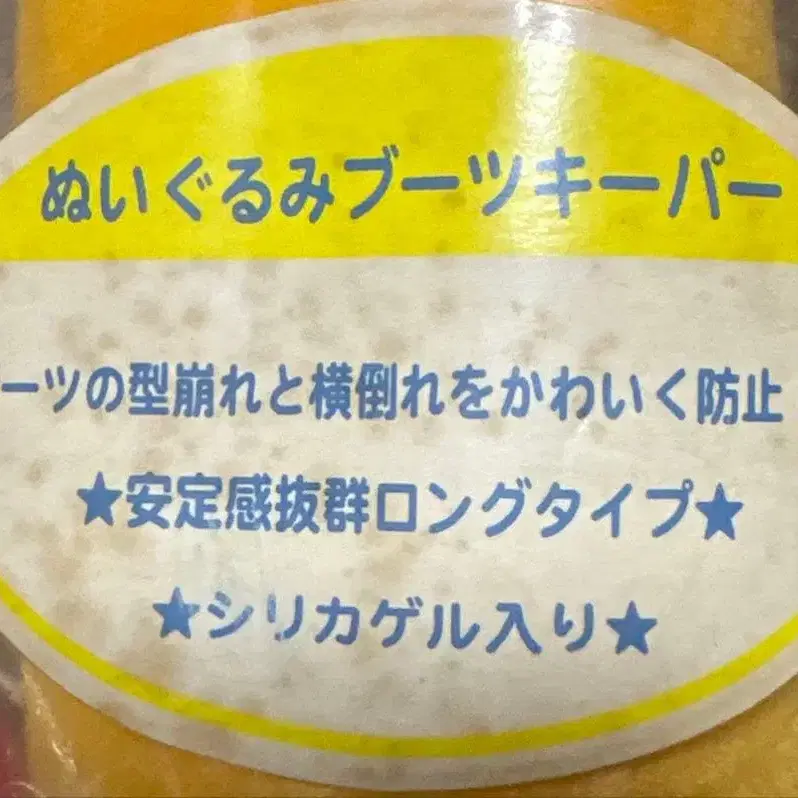 ぬいぐるみブーツキーパー
ーツの型崩れと横倒れをかわいく防止
★安定感抜群ロングタイプ★
★シリカゲル入り★